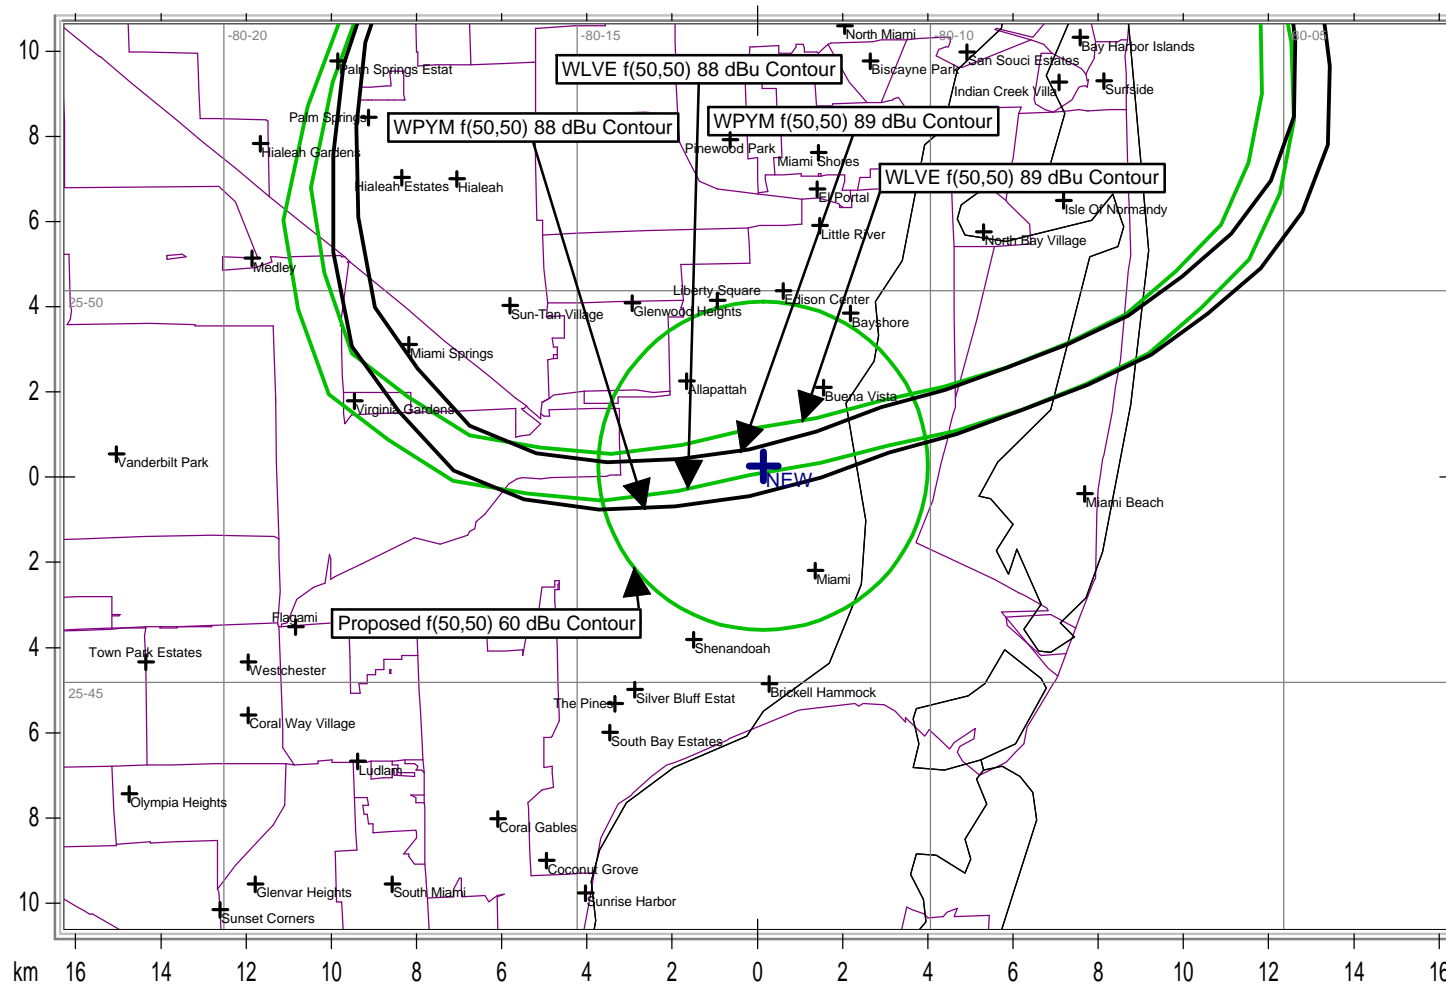 -80-20
-80-15
-80-10
-80-05
North Miami
Bay Harbor Islands
10
San Souci Estates
Palm Springs Estat
WLVE f(50,50) 88 dBu Contour
Biscayne Park
Indian Creek Villa
Surfside
Palm Springs
WPYM f(50,50) 88 dBu Contour
WPYM f(50,50) 89 dBu Contour
8
Hialeah Gardens
Pinewood Park
Miami Shores
Hialeah Estates
Hialeah
WLVE f(50,50) 89 dBu Contour
El Portal
Isle Of Normandy
6
Little River
North Bay Village
Medley
Liberty Square
Edison Center
25-50
4
Sun-Tan Village
Glenwood Heights
Bayshore
Miami Springs
2
Allapattah
Buena Vista
Virginia Gardens
Vanderbilt Park
0
NEW
Miami Beach
2
Miami
Flagami
Proposed f(50,50) 60 dBu Contour
4
Town Park Estates
Westchester
Shenandoah
25-45
Silver Bluff Estat
Brickell Hammock
The Pines
Coral Way Village
6
South Bay Estates
Ludlam
Olympia Heights
8
Coral Gables
Coconut Grove
Glenvar Heights
South Miami
Sunrise Harbor
10
Sunset Corners
km 16 14 12 10 8 6 4 2 0 2 4 6 8 10 12 14 16